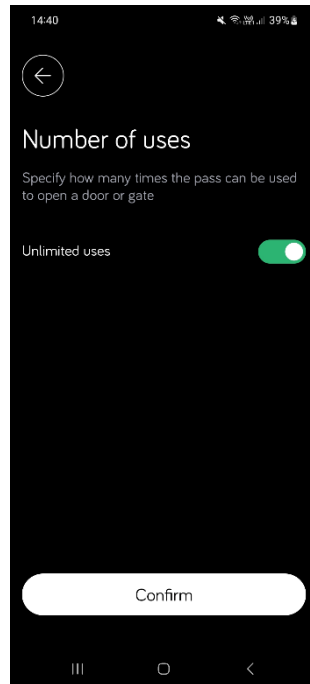 14:40
39%
Number of uses
Specify how many times the pass can be used
to open a door or gate
Unlimited uses
Confirm